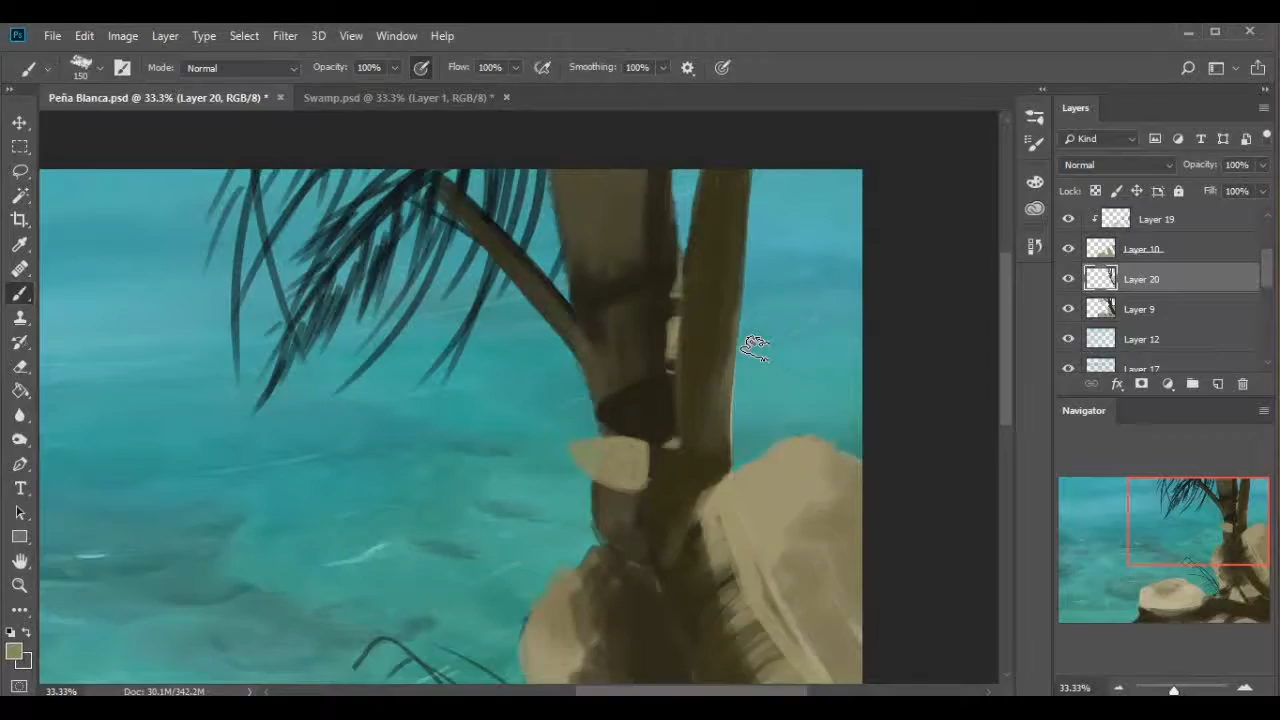 Ps File Edit Image Layer Type Select Filter 3D View Window Help
150 Mode: Normal Opacity: 100% Flow: 100% Smoothing: 100%
Peña Blanca.psd @ 33.3% (Layer 20, RGB/8) * Swamp.psd @ 33.3% (Layer 1, RGB/8) *
Layers
Kind
Normal Opacity: 100%
Lock: Fill: 100%
Layer 19
Layer 10
Layer 20
Layer 9
Layer 12
Layer 17
Navigator
33.33% Doc: 30.1M/342.2M
33.33%